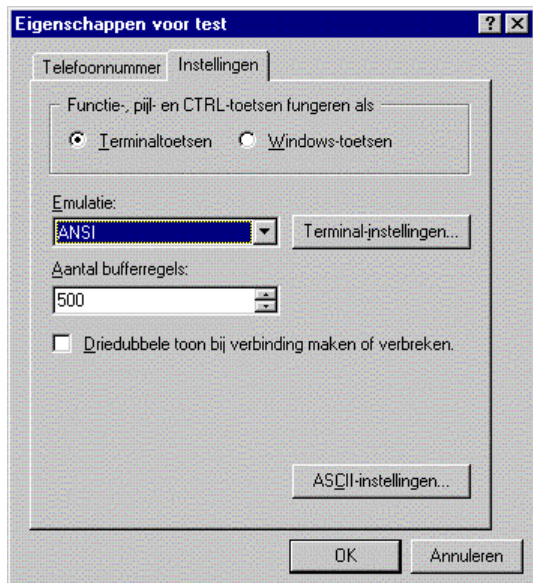 Eigenschappen voor test
Telefoonnummer Instellingen
Functie-, pijl- en CTRL-toetsen fungeren als
Terminaltoetsen Windows-toetsen
Emulatie:
ANSI Terminal-instellingen...
Aantal bufferregels:
500
Driedubbele toon bij verbinding maken of verbreken.
ASCII-instellingen...
OK Annuleren